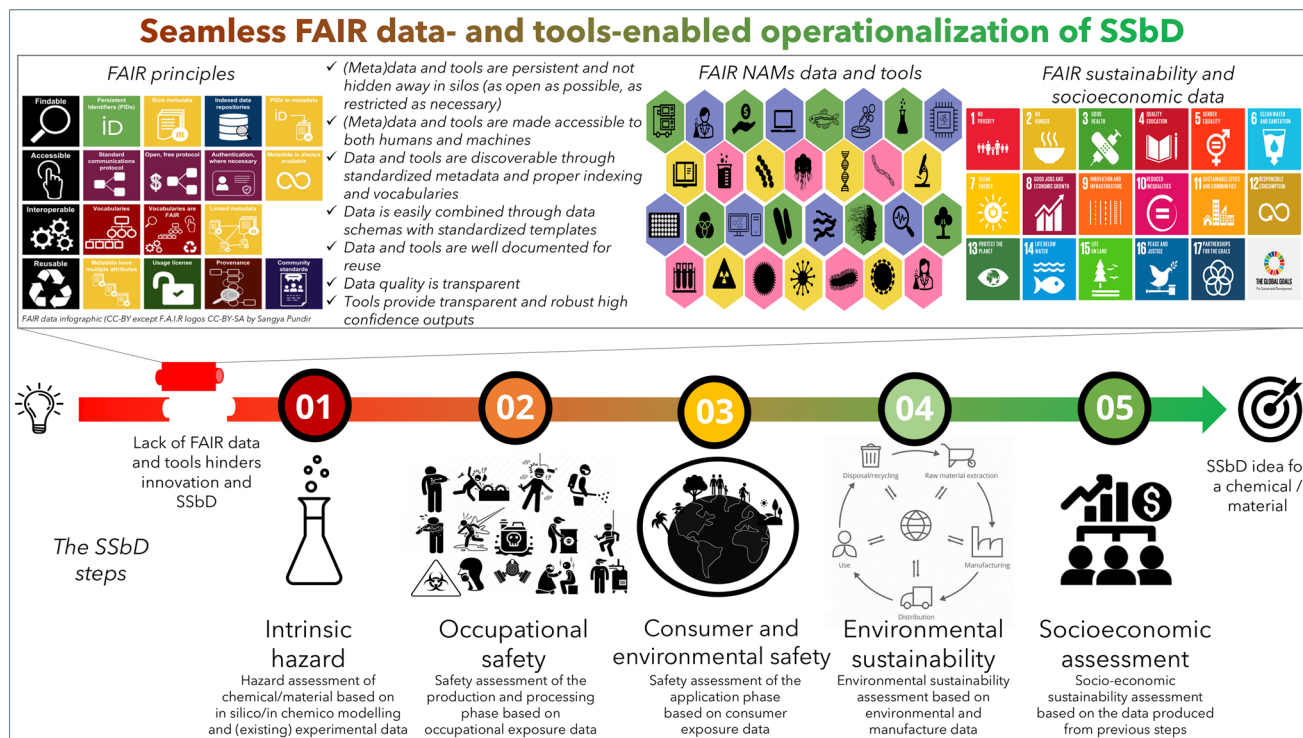 Seamless FAIR data- and tools-enabled operationalization of SSbD
FAIR principles
Findable
Persistent
Identifiers (PIDs)
iD
Rich metadata
m
Indexed data
repositories
PIDs in metadata
iD
Accessible
Standard
communications
protocol
Open, free protocol
$
Authentication,
where necessary
Metadata is always
available
Interoperable
Vocabularies
Vocabularies are
FAIR
Linked metadata
Reusable
Metadata have
multiple attributes
Usage license
Provenance
Community
standards
FAIR data infographic (CC-BY except F.A.I.R logos CC-BY-SA by Sangya Pundir
✓ (Meta)data and tools are persistent and not
hidden away in silos (as open as possible, as
restricted as necessary)
✓ (Meta)data and tools are made accessible to
both humans and machines
✓ Data and tools are discoverable through
standardized metadata and proper indexing
and vocabularies
✓ Data is easily combined through data
schemas with standardized templates
✓ Data and tools are well documented for
reuse
✓ Data quality is transparent
✓ Tools provide transparent and robust high
confidence outputs
FAIR NAMs data and tools
FAIR sustainability and
socioeconomic data
1 NO
POVERTY
2 NO
HUNGER
3 GOOD
HEALTH
4 QUALITY
EDUCATION
5 GENDER
EQUALITY
6 CLEAN WATER
AND SANITATION
7 CLEAN
ENERGY
8 GOOD JOBS AND
ECONOMIC GROWTH
9 INNOVATION AND
INFRASTRUCTURE
10 REDUCED
INEQUALITIES
11 SUSTAINABLE CITIES
AND COMMUNITIES
12 RESPONSIBLE
CONSUMPTION
13 PROTECT THE
PLANET
14 LIFE BELOW
WATER
15 LIFE
ON LAND
16 PEACE AND
JUSTICE
17 PARTNERSHIPS
FOR THE GOALS
THE GLOBAL GOALS
For Sustainable Development
01
02
03
04
05
Lack of FAIR data
and tools hinders
innovation and
SSbD
SSbD idea fo
a chemical /
material
The SSbD
steps
Disposal/recycling
Raw material extraction
Use
Manufacturing
Distribution
Intrinsic
hazard
Hazard assessment of
chemical/material based on
in silico/in chemico modelling
and (existing) experimental data
Occupational
safety
Safety assessment of the
production and processing
phase based on
occupational exposure data
Consumer and
environmental safety
Safety assessment of the
application phase
based on consumer
exposure data
Environmental
sustainability
Environmental sustainability
assessment based on
environmental and
manufacture data
Socioeconomic
assessment
Socio-economic
sustainability assessment
based on the data produced
from previous steps